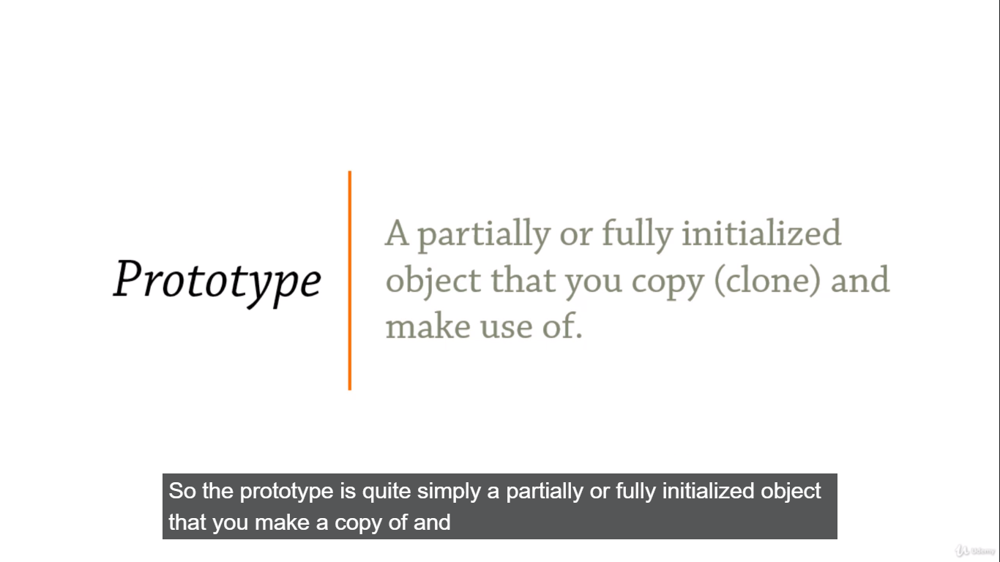 Prototype
A partially or fully initialized
object that you copy (clone) and
make use of.
So the prototype is quite simply a partially or fully initialized object
that you make a copy of and
Udemy